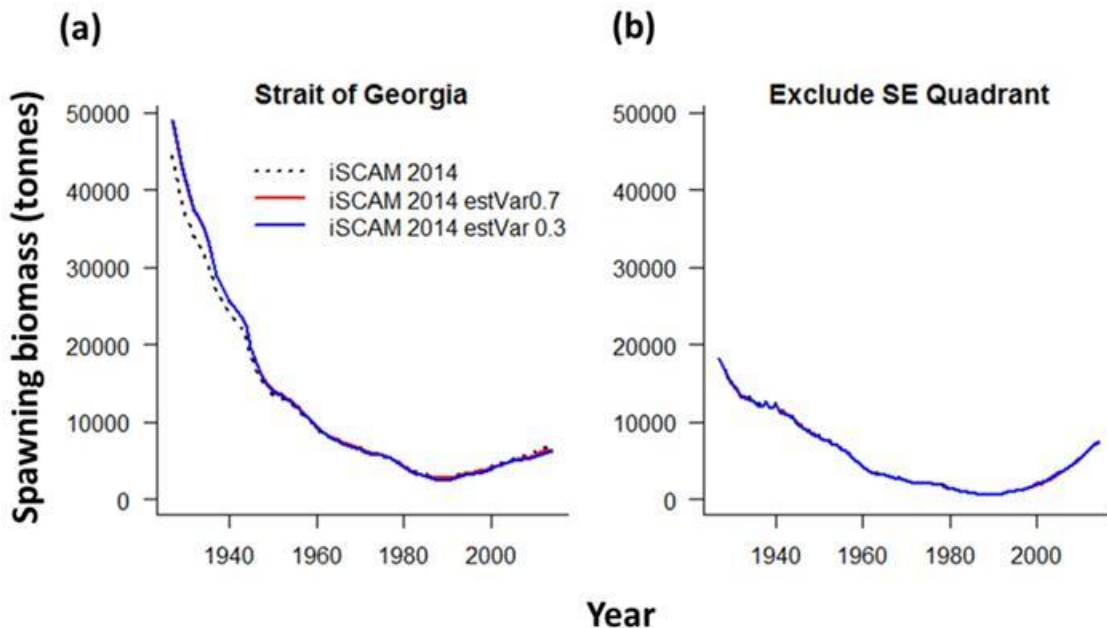 (a)
(b)
Strait of Georgia
Exclude SE Quadrant
Spawning biomass (tonnes)
50000
40000
30000
20000
10000
0
iSCAM 2014
iSCAM 2014 estVar0.7
iSCAM 2014 estVar 0.3
1940
1960
1980
2000
50000
40000
30000
20000
10000
0
1940
1960
1980
2000
Year